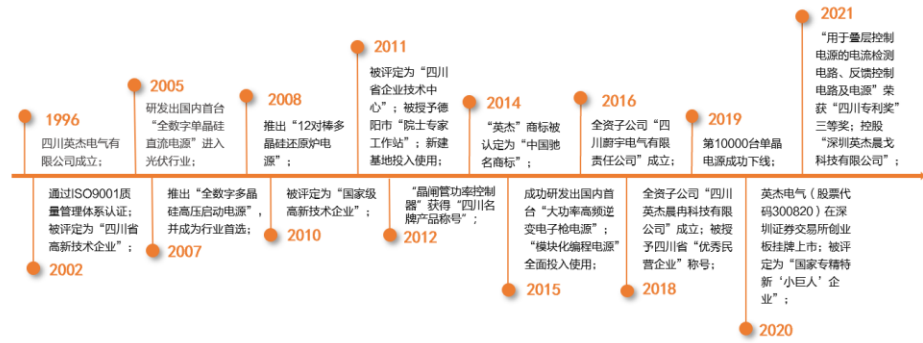 1996
四川英杰电气有
限公司成立；
2005
研发出国内首台
“全数字单晶硅
直流电源”进入
光伏行业；
2008
推出“12对棒多
晶硅还原炉电
源”；
2011
被评定为“四川
省企业技术中
心”；被授予德
阳市“院士专家
工作站”；新建
基地投入使用；
2014
“英杰”商标被
认定为“中国驰
名商标”；
2016
全资子公司“四
川蔚宇电气有限
责任公司”成立；
2019
第10000台单晶
电源成功下线；
2021
“用于叠层控制
电源的电流检测
电路、反馈控制
电路及电源”荣
获“四川专利奖”
三等奖；控股
“深圳英杰晨戈
科技有限公司”；
通过ISO9001质
量管理体系认证；
被评定为“四川省
高新技术企业”；
2002
推出“全数字多晶
硅高压启动电源”，
并成为行业首选；
2007
被评定为“国家级
高新技术企业”；
2010
“晶闸管功率控制
器”获得“四川名
牌产品称号”；
2012
成功研发出国内首
台“大功率高频逆
变电子枪电源”；
“模块化编程电源”
全面投入使用；
2015
全资子公司“四川
英杰晨冉科技有限
公司”成立；被授
予四川省“优秀民
营企业”称号；
2018
英杰电气（股票代
码300820）在深
圳证券交易所创业
板挂牌上市；被评
定为“国家专精特
新‘小巨人’企
业”；
2020